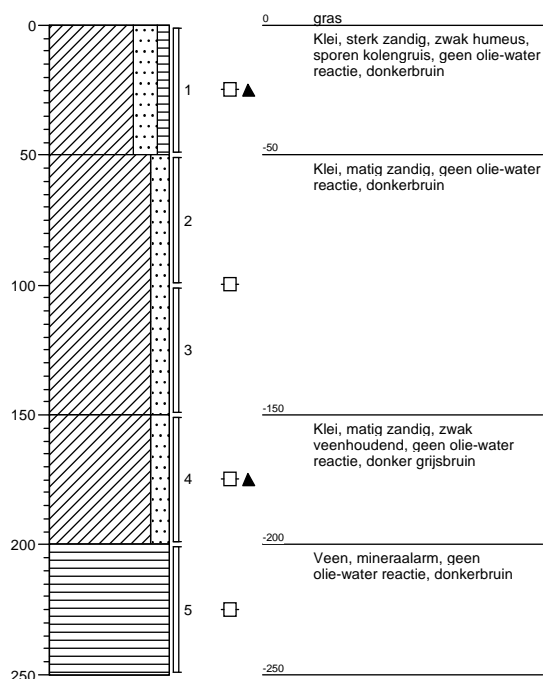 0
50
100
150
200
250
1
2
3
4
5
0
gras
Klei, sterk zandig, zwak humeus,
sporen kolengruis, geen olie-water
reactie, donkerbruin
-50
Klei, matig zandig, geen olie-water
reactie, donkerbruin
-150
Klei, matig zandig, zwak
veenhoudend, geen olie-water
reactie, donker grijsbruin
-200
Veen, mineraalarm, geen
olie-water reactie, donkerbruin
-250